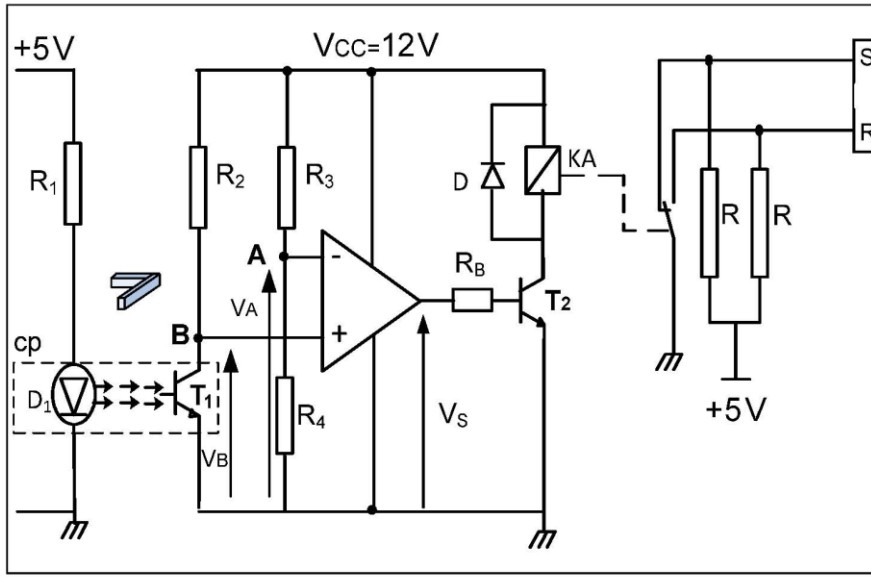 +5V
VCC=12V
S
R
R1
R2
R3
D
KA
A
RB
T2
R
R
VA
B
cp
D1
T1
R4
VS
VB
+5V
-
+